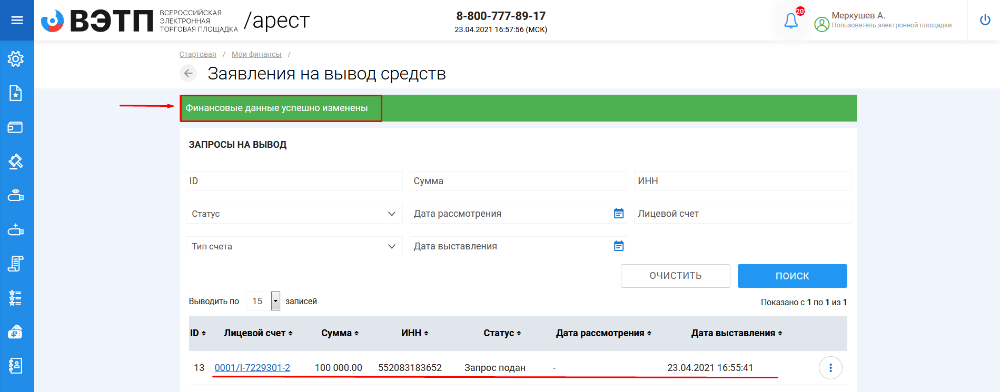 ВЭТП
ВСЕРОССИЙСКАЯ
ЭЛЕКТРОННАЯ
ТОРГОВАЯ ПЛОЩАДКА
/арест
8-800-777-89-17
23.04.2021 16:57:56 (МСК)
Меркушев А.
Пользователь электронной площадки
Стартовая / Мои финансы /
Заявления на вывод средств
Финансовые данные успешно изменены
ЗАПРОСЫ НА ВЫВОД
ID Сумма ИНН
Статус Дата рассмотрения Лицевой счет
Тип счета Дата выставления
ОЧИСТИТЬ ПОИСК
Выводить по 15 записей Показано с 1 по 1 из 1
ID Лицевой счет Сумма ИНН Статус Дата рассмотрения Дата выставления
13 0001/I-7229301-2 100 000.00 552083183652 Запрос подан - 23.04.2021 16:55:41